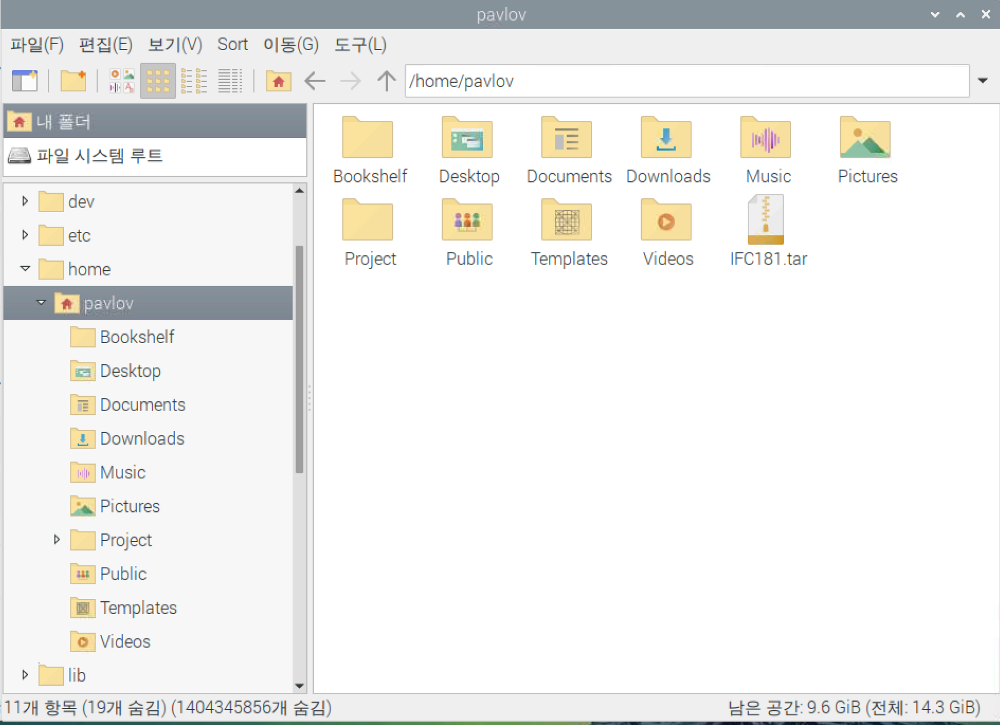 pavlov
파일(F) 편집(E) 보기(V) Sort 이동(G) 도구(L)
/home/pavlov
내 폴더
파일 시스템 루트
dev
etc
home
pavlov
Bookshelf
Desktop
Documents
Downloads
Music
Pictures
Project
Public
Templates
Videos
lib
Bookshelf Desktop Documents Downloads Music Pictures
Project Public Templates Videos IFC181.tar
11개 항목 (19개 숨김) (1404345856개 숨김)
남은 공간: 9.6 GiB (전체: 14.3 GiB)